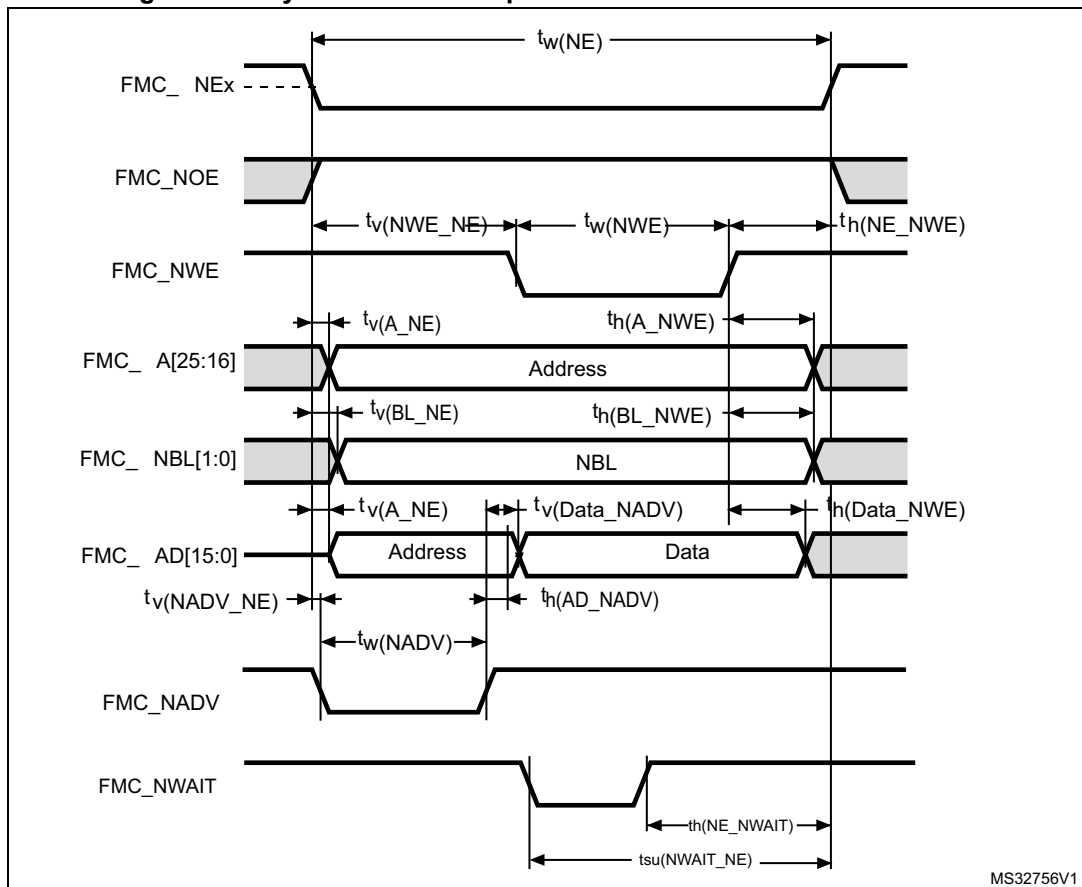 tw(NE)
FMC_ NEx
FMC_NOE
tv(NWE_NE) tw(NWE) th(NE_NWE)
FMC_NWE
tv(A_NE) th(A_NWE)
FMC_ A[25:16] Address
tv(BL_NE) th(BL_NWE)
FMC_ NBL[1:0] NBL
tv(A_NE) tv(Data_NADV) th(Data_NWE)
FMC_ AD[15:0] Address Data
tv(NADV_NE) th(AD_NADV)
tw(NADV)
FMC_NADV
FMC_NWAIT
th(NE_NWAIT)
tsu(NWAIT_NE)
MS32756V1